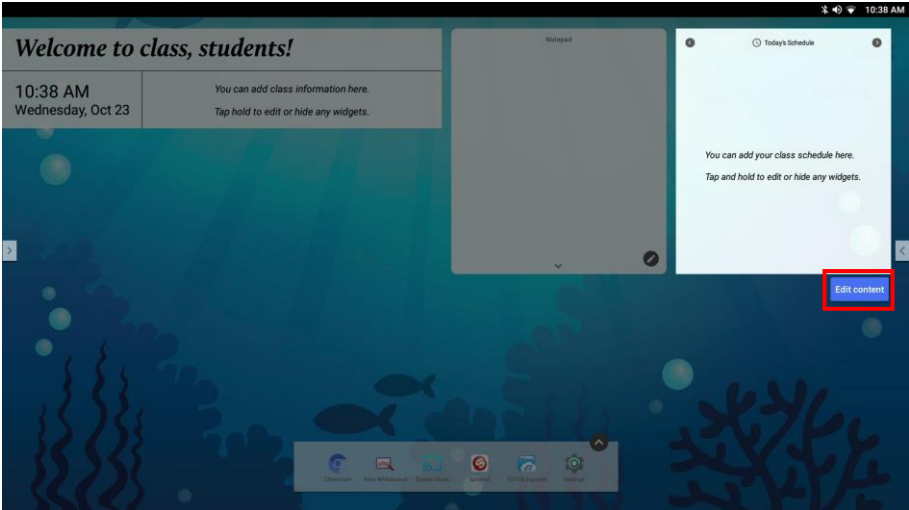 10:38 AM
Welcome to class, students!
10:38 AM
Wednesday, Oct 23
You can add class information here.
Tap hold to edit or hide any widgets.
Notepad
Today's Schedule
You can add your class schedule here.
Tap and hold to edit or hide any widgets.
Edit content
Chromium
Settings